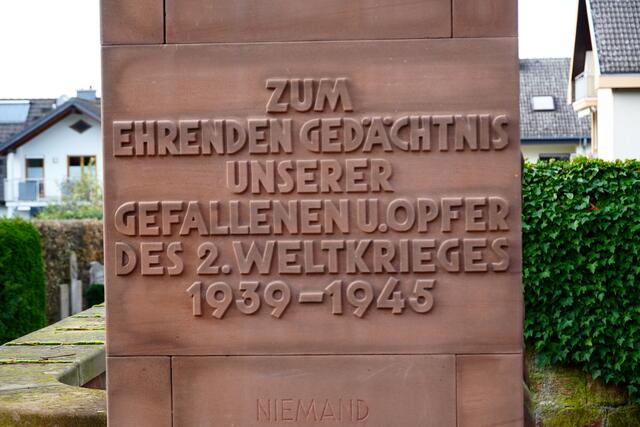 ZUM
EHRENDEN GEDÄCHTNIS
UNSERER
GEFALLENEN U. OPFER
DES 2. WELTKRIEGES
1939-1945
NIEMAND